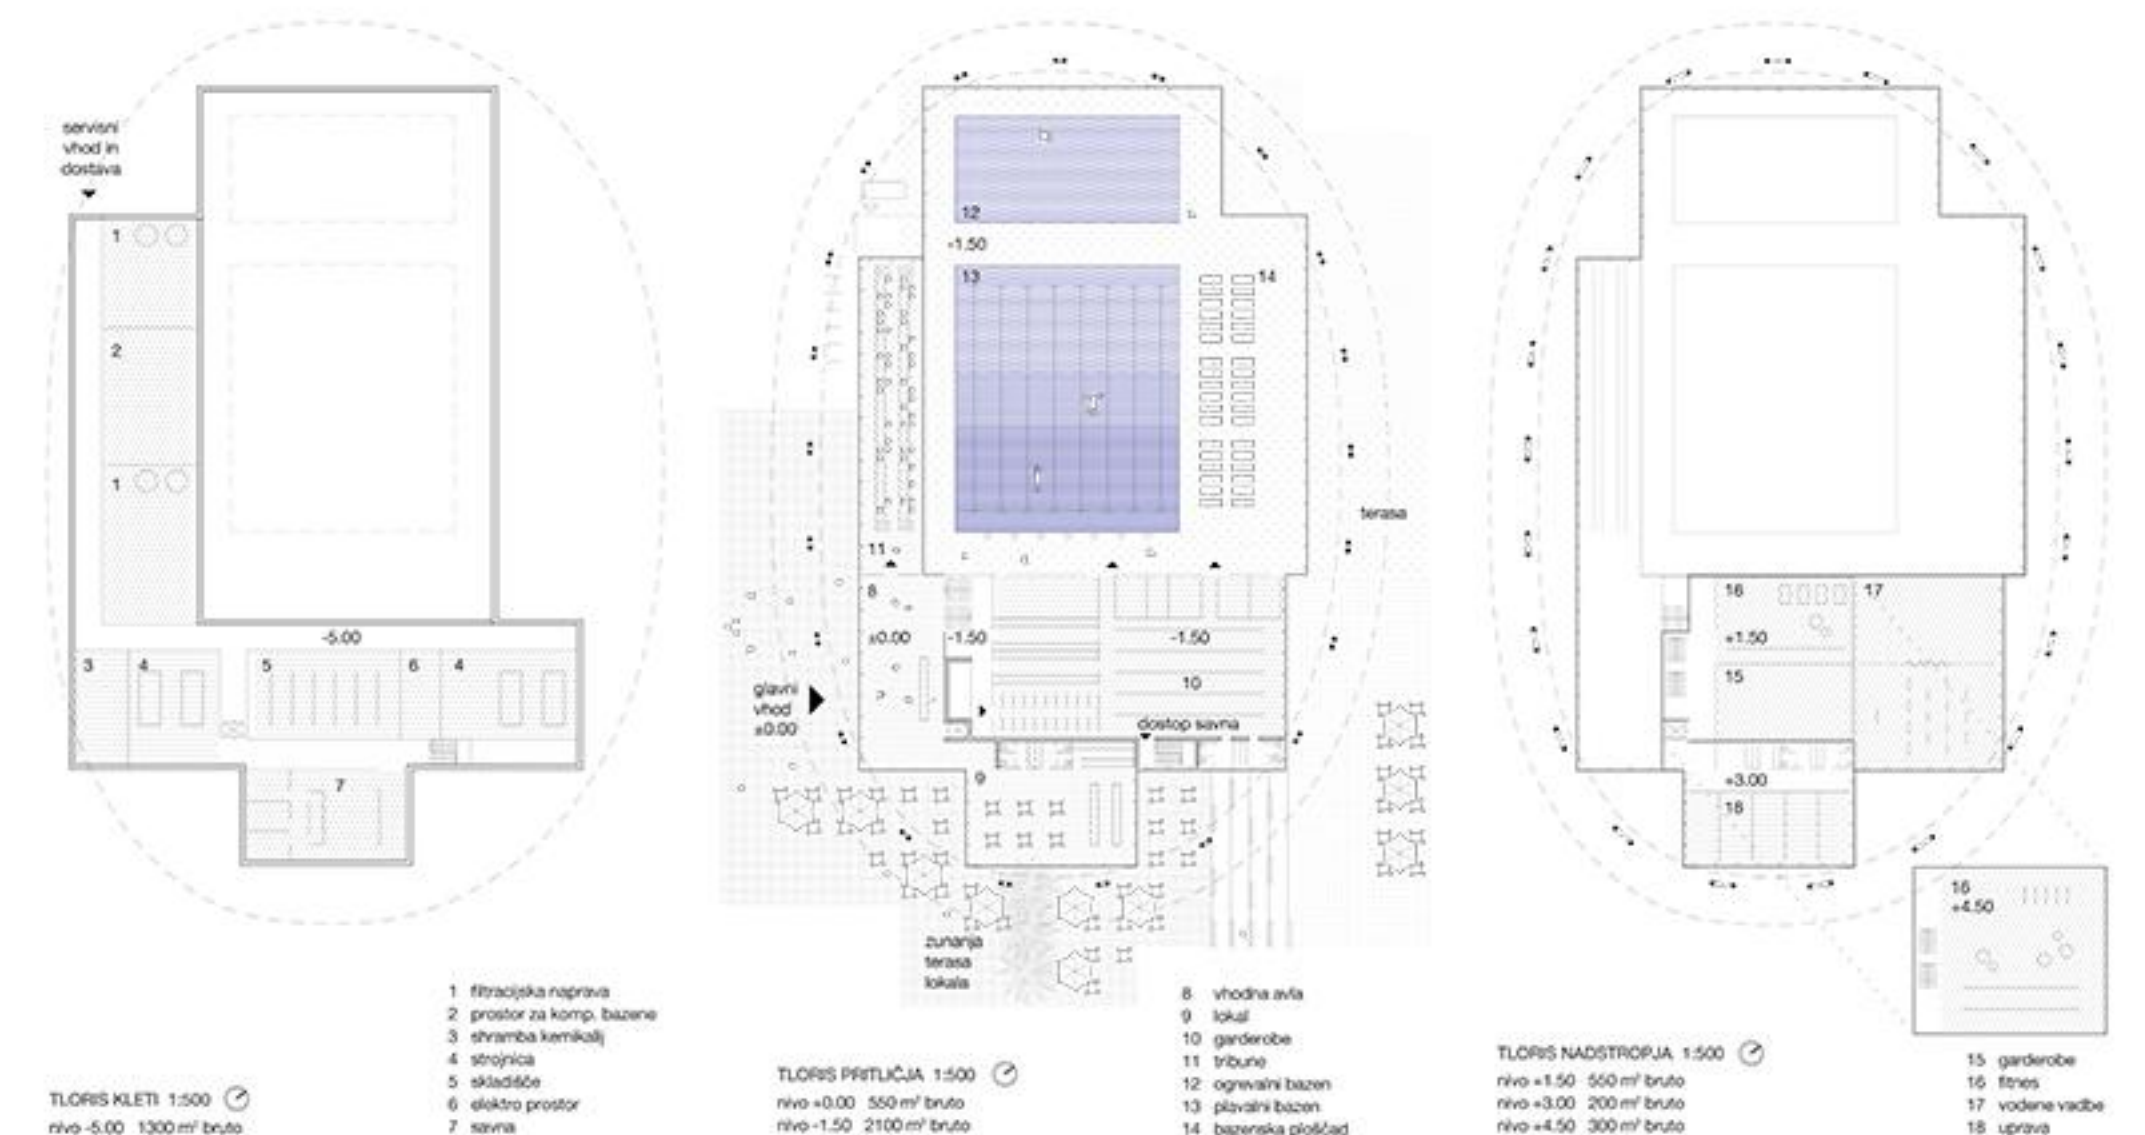 servisni
vhod in
dostava
1
2
1
-5.00
3
4
5
6
4
7
1 filtracijska naprava
2 prostor za komp. bazene
3 shramba kemikalij
4 strojnica
5 skladišče
6 elektro prostor
7 savna
TLORIS KLETI 1:500
nivo -5.00 1300 m² bruto
12
-1.50
13
14
terasa
11
8
±0.00
-1.50
-1.50
10
glavni
vhod
±0.00
dostop savna
9
zunanja
terasa
lokala
8 vhodna avla
9 lokal
10 garderobe
11 tribune
12 ogrevalni bazen
13 plavalni bazen
14 bazenska ploščad
TLORIS PRITLIČJA 1:500
nivo ±0.00 550 m² bruto
nivo -1.50 2100 m² bruto
16
17
+1.50
15
+3.00
18
16
+4.50
TLORIS NADSTROPJA 1:500
nivo +1.50 550 m² bruto
nivo +3.00 200 m² bruto
nivo +4.50 300 m² bruto
15 garderobe
16 fitnes
17 vodene vadbe
18 uprava